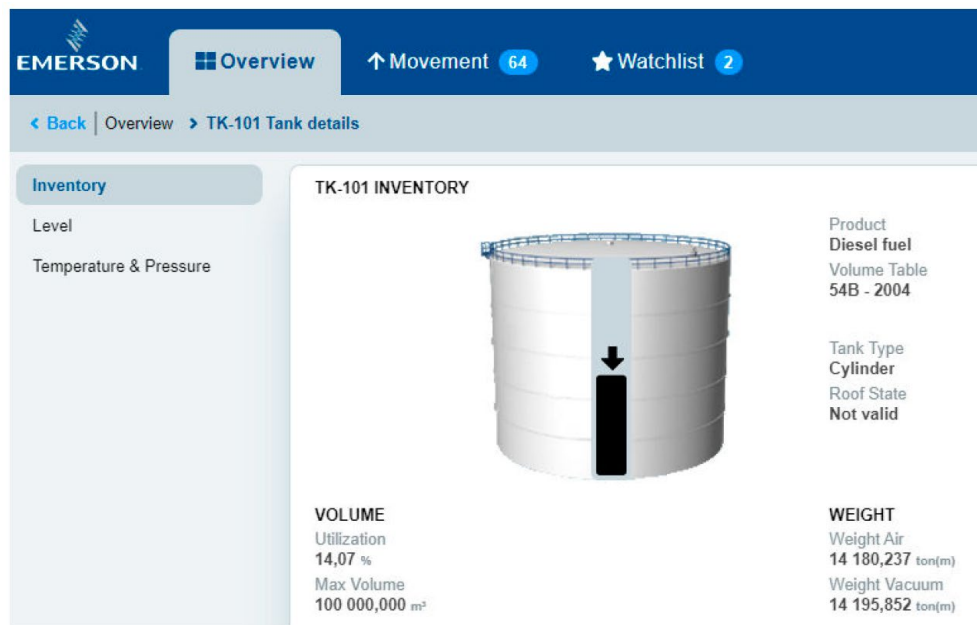 EMERSON
Overview
Movement 64
Watchlist 2
Back | Overview > TK-101 Tank details
Inventory
Level
Temperature & Pressure
TK-101 INVENTORY
Product
Diesel fuel
Volume Table
54B - 2004
Tank Type
Cylinder
Roof State
Not valid
VOLUME
Utilization
14,07 %
Max Volume
100 000,000 m³
WEIGHT
Weight Air
14 180,237 ton(m)
Weight Vacuum
14 195,852 ton(m)